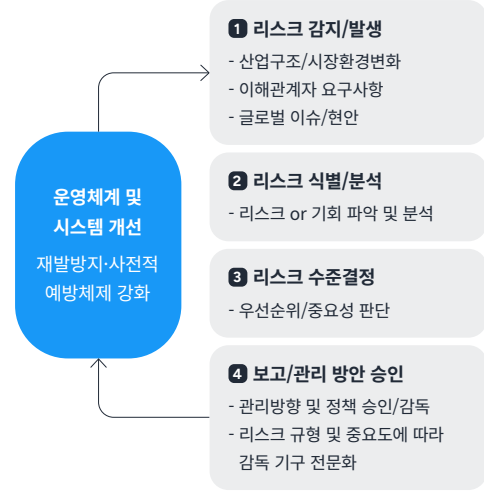 1 리스크 감지/발생
- 산업구조/시장환경변화
- 이해관계자 요구사항
- 글로벌 이슈/현안
운영체계 및
시스템 개선
재발방지·사전적
예방체제 강화
2 리스크 식별/분석
- 리스크 or 기회 파악 및 분석
3 리스크 수준결정
- 우선순위/중요성 판단
4 보고/관리 방안 승인
- 관리방향 및 정책 승인/감독
- 리스크 규형 및 중요도에 따라
감독 기구 전문화